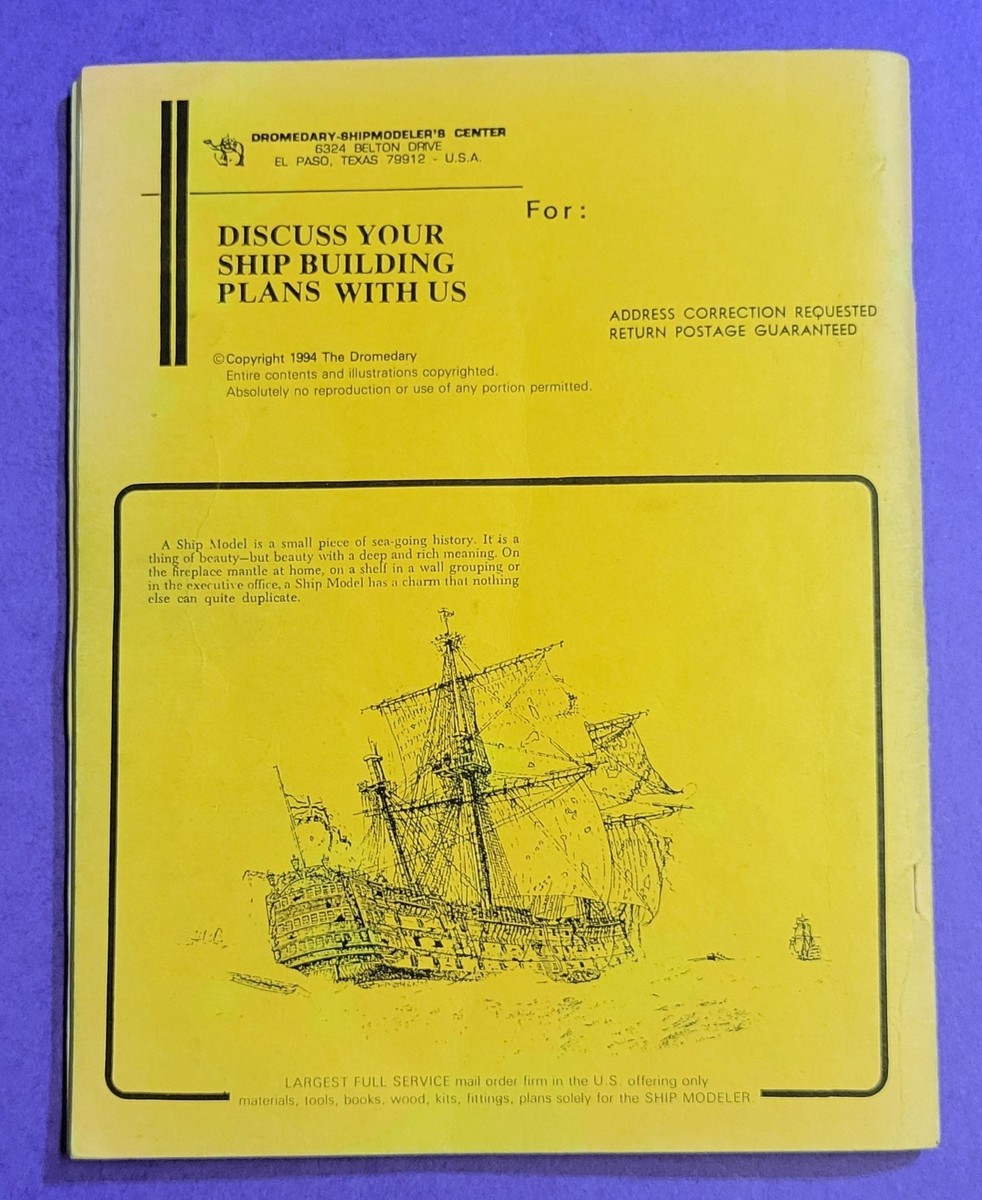 DROMEDARY-SHIPMODELER'S CENTER
6324 BELTON DRIVE
EL PASO, TEXAS 79912 - U.S.A.
For:
DISCUSS YOUR
SHIP BUILDING
PLANS WITH US
ADDRESS CORRECTION REQUESTED
RETURN POSTAGE GUARANTEED
© Copyright 1994 The Dromedary
Entire contents and illustrations copyrighted.
Absolutely no reproduction or use of any portion permitted.
A Ship Model is a small piece of sea-going history. It is a
thing of beauty—but beauty with a deep and rich meaning. On
the fireplace mantle at home, on a shelf in a wall grouping or
in the executive office, a Ship Model has a charm that nothing
else can quite duplicate.
LARGEST FULL SERVICE mail order firm in the U.S. offering only
materials, tools, books, wood, kits, fittings, plans solely for the SHIP MODELER.